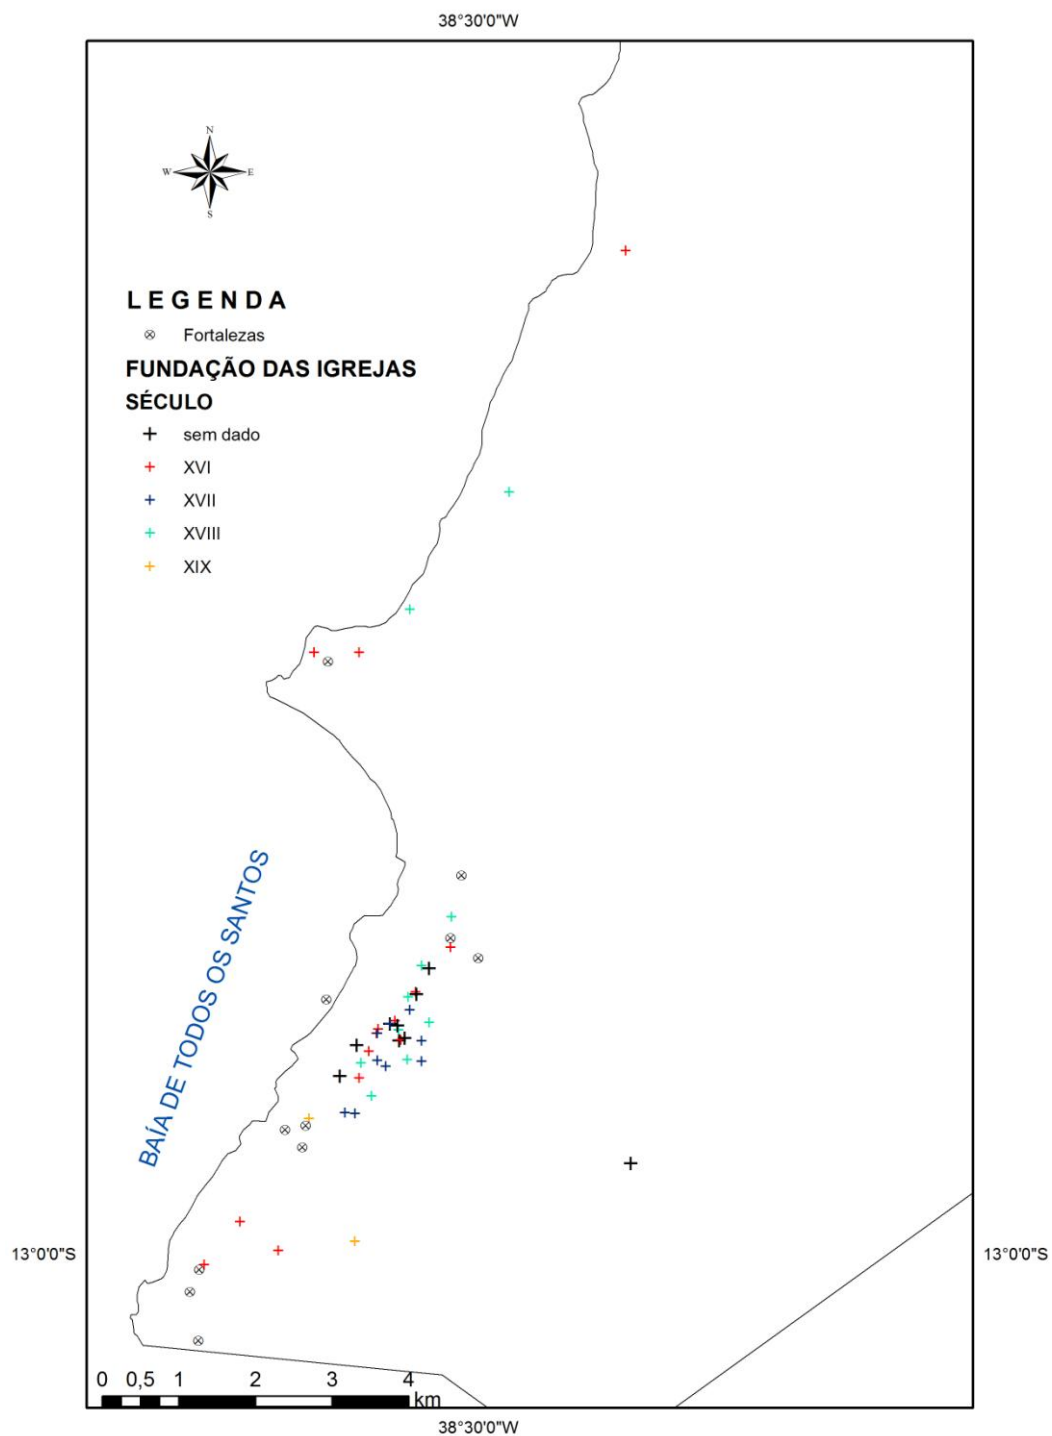 38°30'0"W
N
W E
S
L E G E N D A
Fortalezas
FUNDAÇÃO DAS IGREJAS
SÉCULO
sem dado
XVI
XVII
XVIII
XIX
BAÍA DE TODOS OS SANTOS
13°0'0"S 13°0'0"S
0 0,5 1 2 3 4
km
38°30'0"W